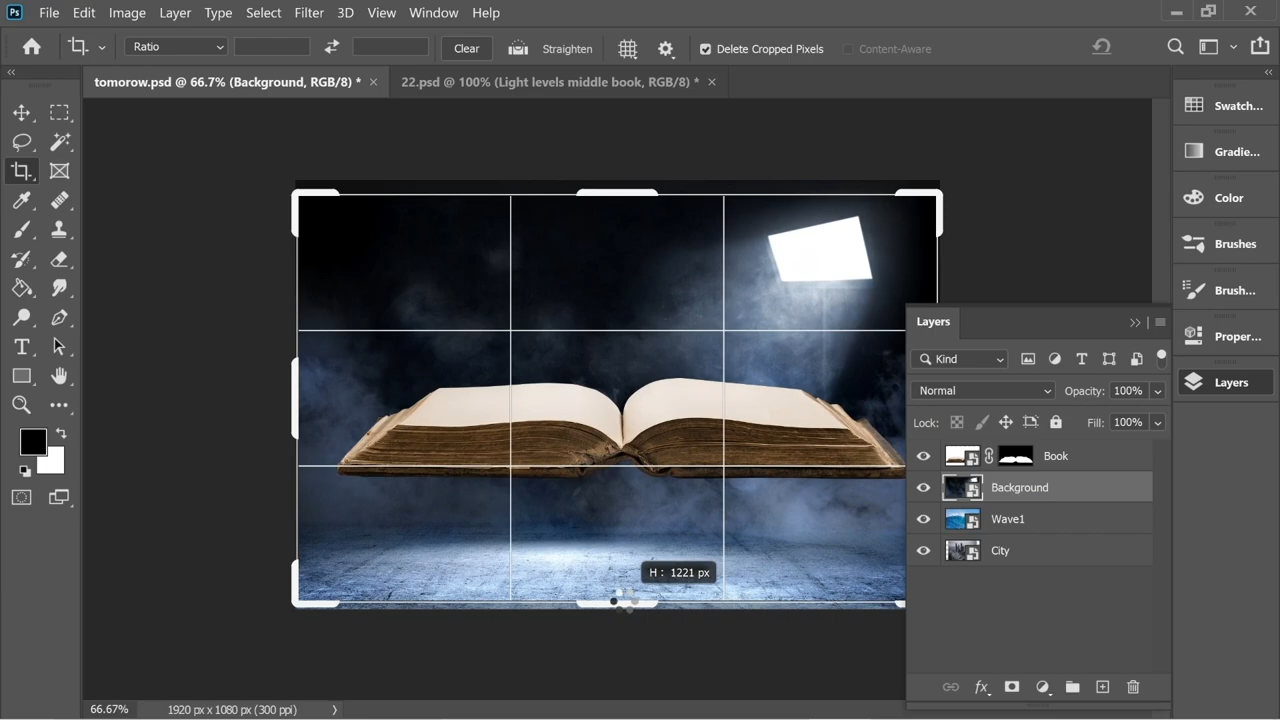 Ps File Edit Image Layer Type Select Filter 3D View Window Help
Ratio Clear Straighten Delete Cropped Pixels Content-Aware
tomorow.psd @ 66.7% (Background, RGB/8) * 22.psd @ 100% (Light levels middle book, RGB/8) *
Swatch...
Gradie...
Color
Brushes
Brush...
Proper...
Layers
Layers
Kind
Normal Opacity: 100%
Lock: Fill: 100%
Book
Background
Wave1
City
H : 1221 px
66.67% 1920 px x 1080 px (300 ppi)